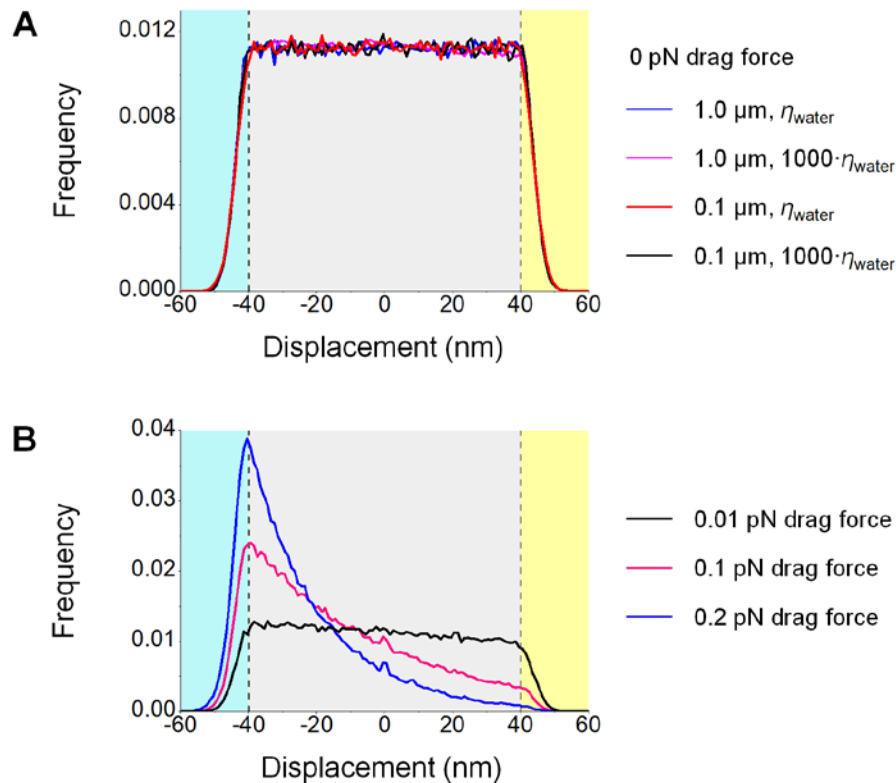 A
0.012
0.008
0.004
0.000
Frequency
-60 -40 -20 0 20 40 60
Displacement (nm)
0 pN drag force
1.0 μm, ηwater
1.0 μm, 1000·ηwater
0.1 μm, ηwater
0.1 μm, 1000·ηwater
B
0.04
0.03
0.02
0.01
0.00
Frequency
-60 -40 -20 0 20 40 60
Displacement (nm)
0.01 pN drag force
0.1 pN drag force
0.2 pN drag force